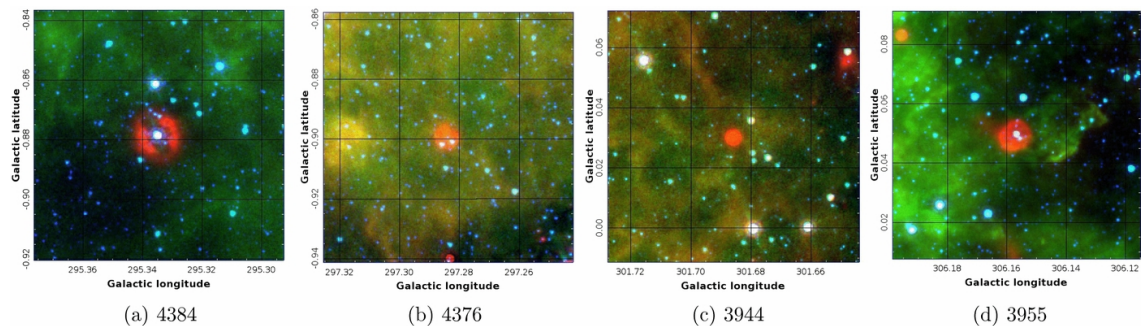 -0.84
-0.86
-0.88
-0.90
-0.92
Galactic latitude
295.36
295.34
295.32
295.30
Galactic longitude
(a) 4384
-0.86
-0.88
-0.90
-0.92
-0.94
Galactic latitude
297.32
297.30
297.28
297.26
Galactic longitude
(b) 4376
0.06
0.04
0.02
0.00
Galactic latitude
301.72
301.70
301.68
301.66
Galactic longitude
(c) 3944
0.08
0.06
0.04
0.02
Galactic latitude
306.18
306.16
306.14
306.12
Galactic longitude
(d) 3955